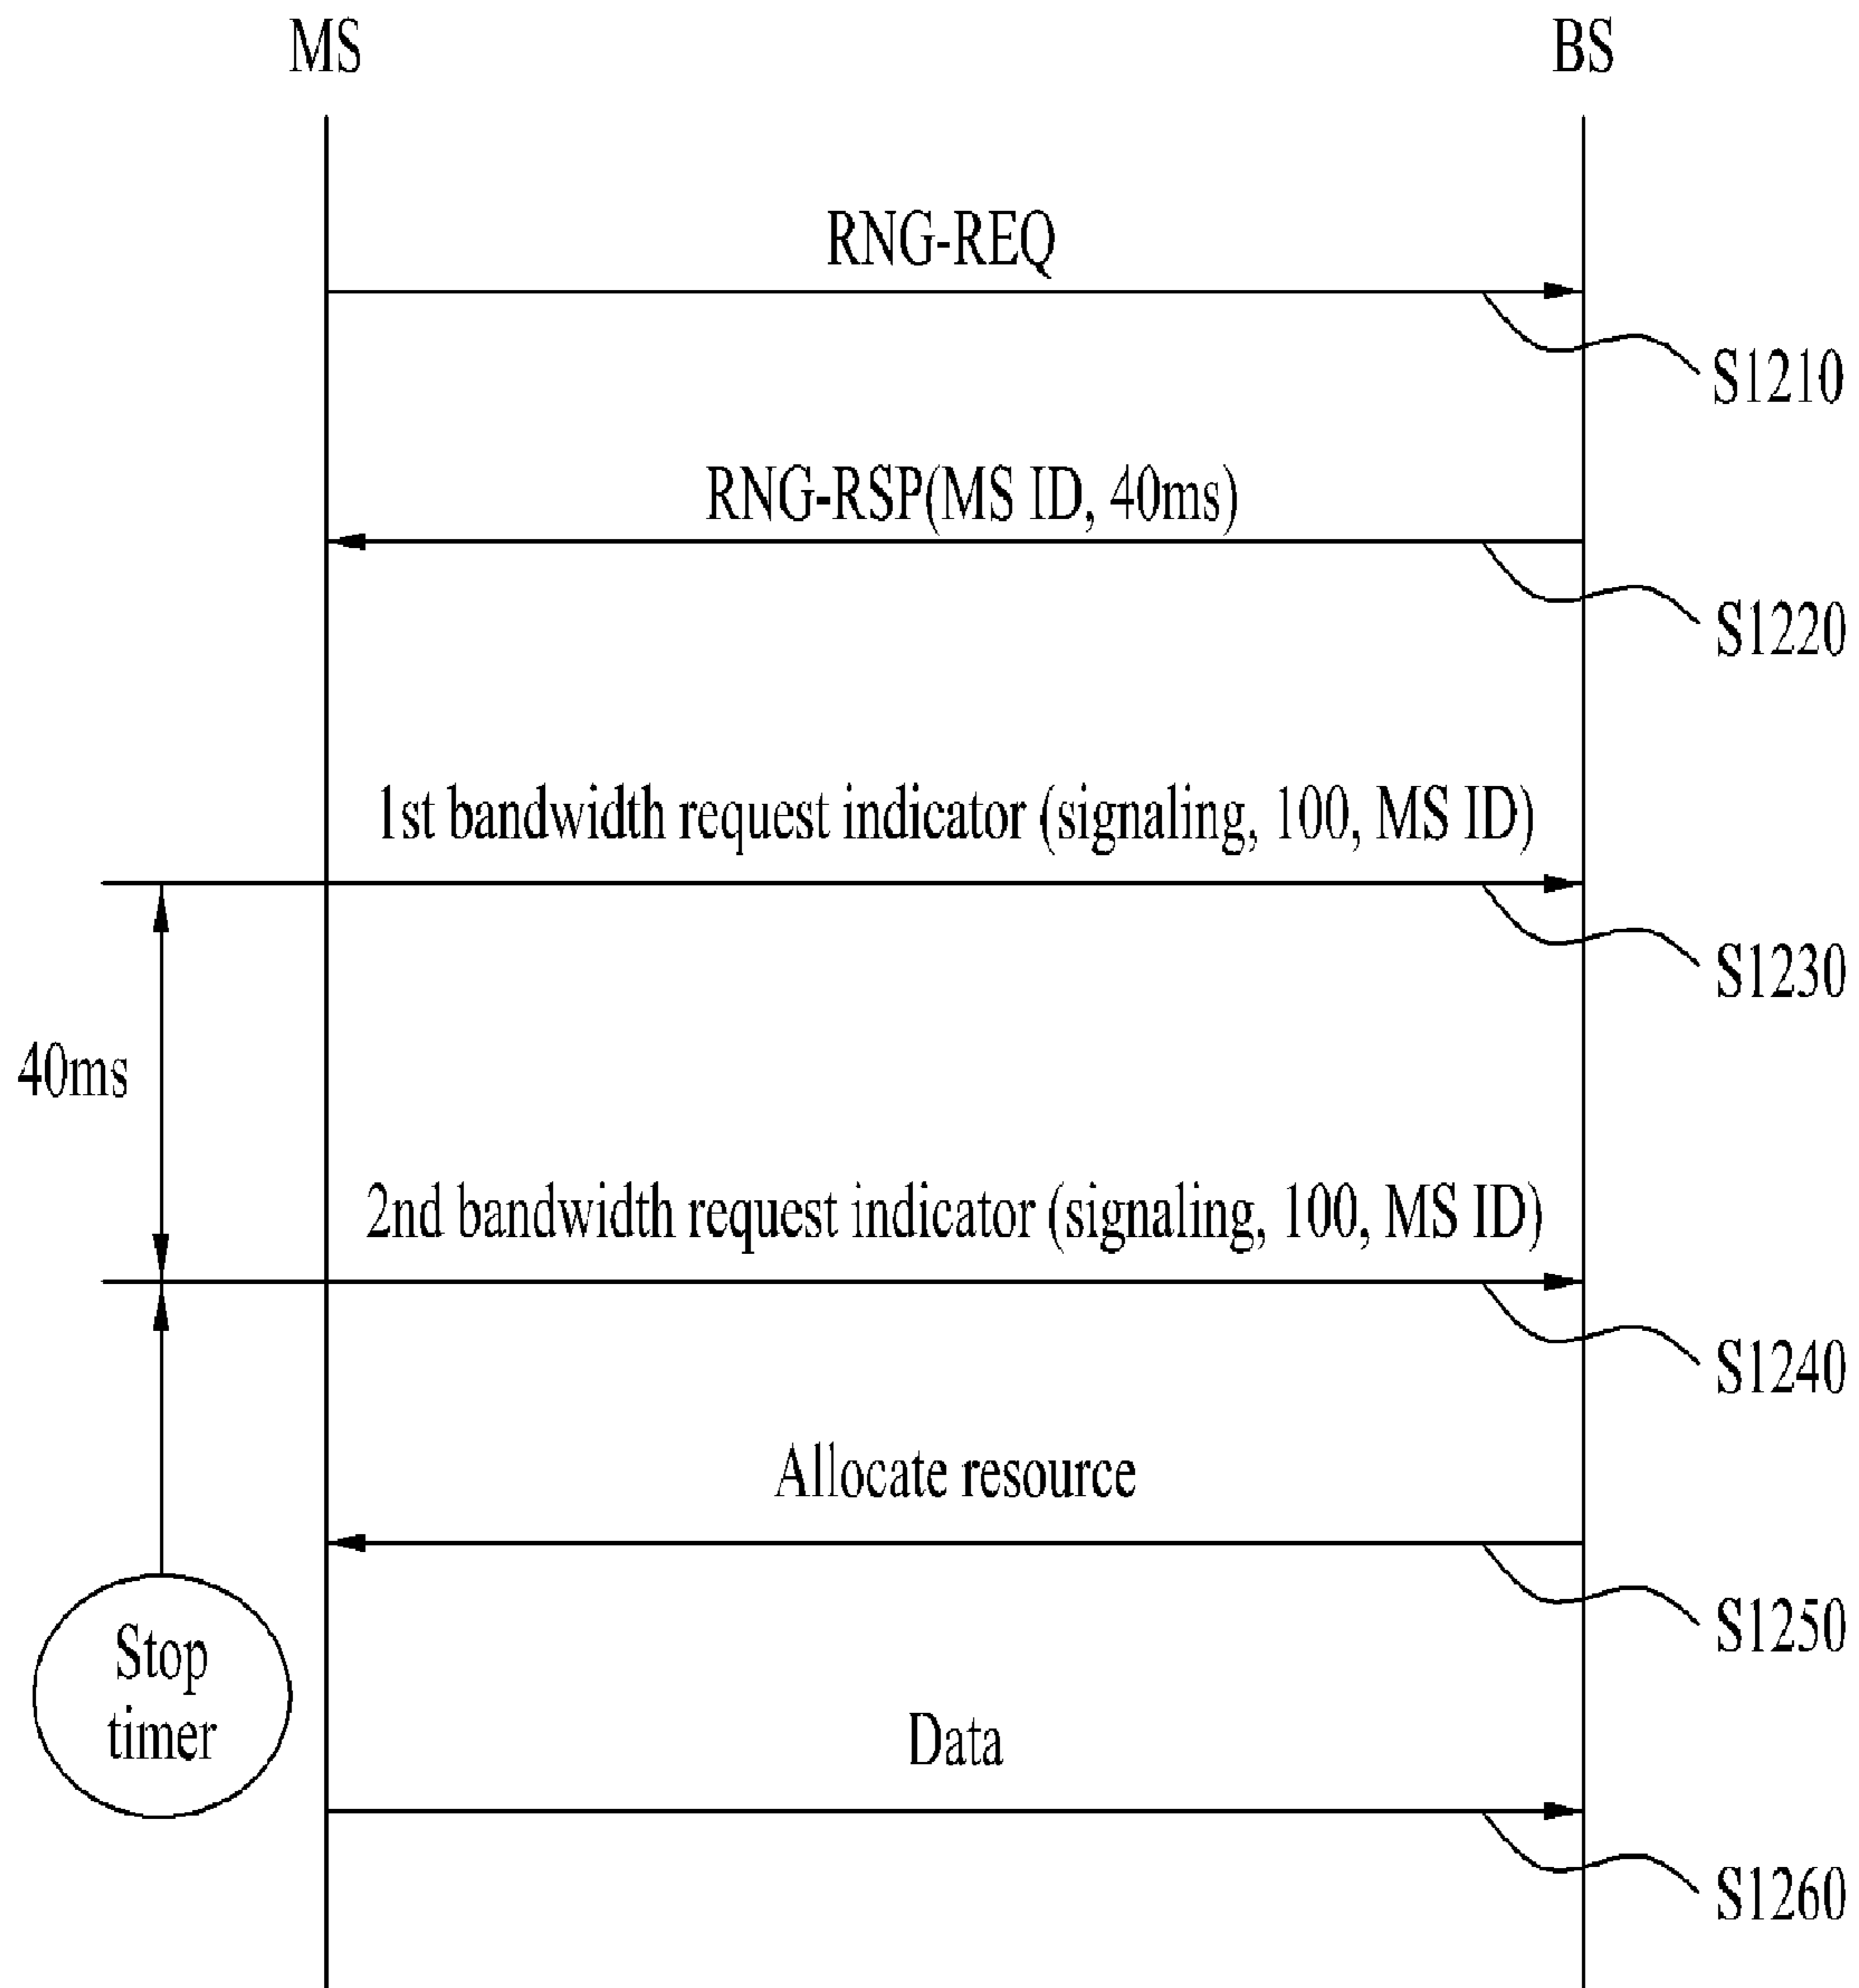 MS
BS
RNG-REQ
S1210
RNG-RSP(MS ID, 40ms)
S1220
1st bandwidth request indicator (signaling, 100, MS ID)
S1230
40ms
2nd bandwidth request indicator (signaling, 100, MS ID)
S1240
Allocate resource
S1250
Stop
timer
Data
S1260